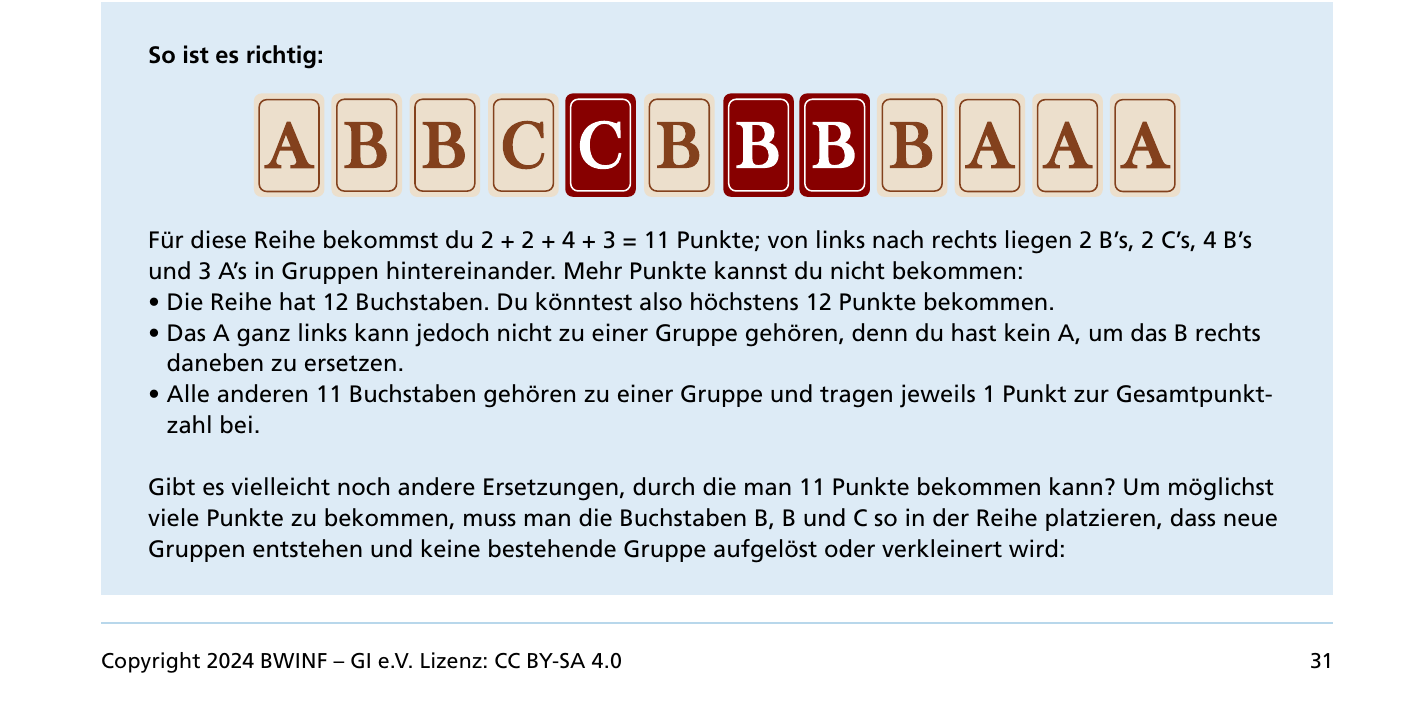 So ist es richtig:
A B B C C B B B B A A A
Für diese Reihe bekommst du 2 + 2 + 4 + 3 = 11 Punkte; von links nach rechts liegen 2 B’s, 2 C’s, 4 B’s
und 3 A’s in Gruppen hintereinander. Mehr Punkte kannst du nicht bekommen:
• Die Reihe hat 12 Buchstaben. Du könntest also höchstens 12 Punkte bekommen.
• Das A ganz links kann jedoch nicht zu einer Gruppe gehören, denn du hast kein A, um das B rechts
daneben zu ersetzen.
• Alle anderen 11 Buchstaben gehören zu einer Gruppe und tragen jeweils 1 Punkt zur Gesamtpunkt-
zahl bei.
Gibt es vielleicht noch andere Ersetzungen, durch die man 11 Punkte bekommen kann? Um möglichst
viele Punkte zu bekommen, muss man die Buchstaben B, B und C so in der Reihe platzieren, dass neue
Gruppen entstehen und keine bestehende Gruppe aufgelöst oder verkleinert wird:
Copyright 2024 BWINF – GI e.V. Lizenz: CC BY-SA 4.0 31